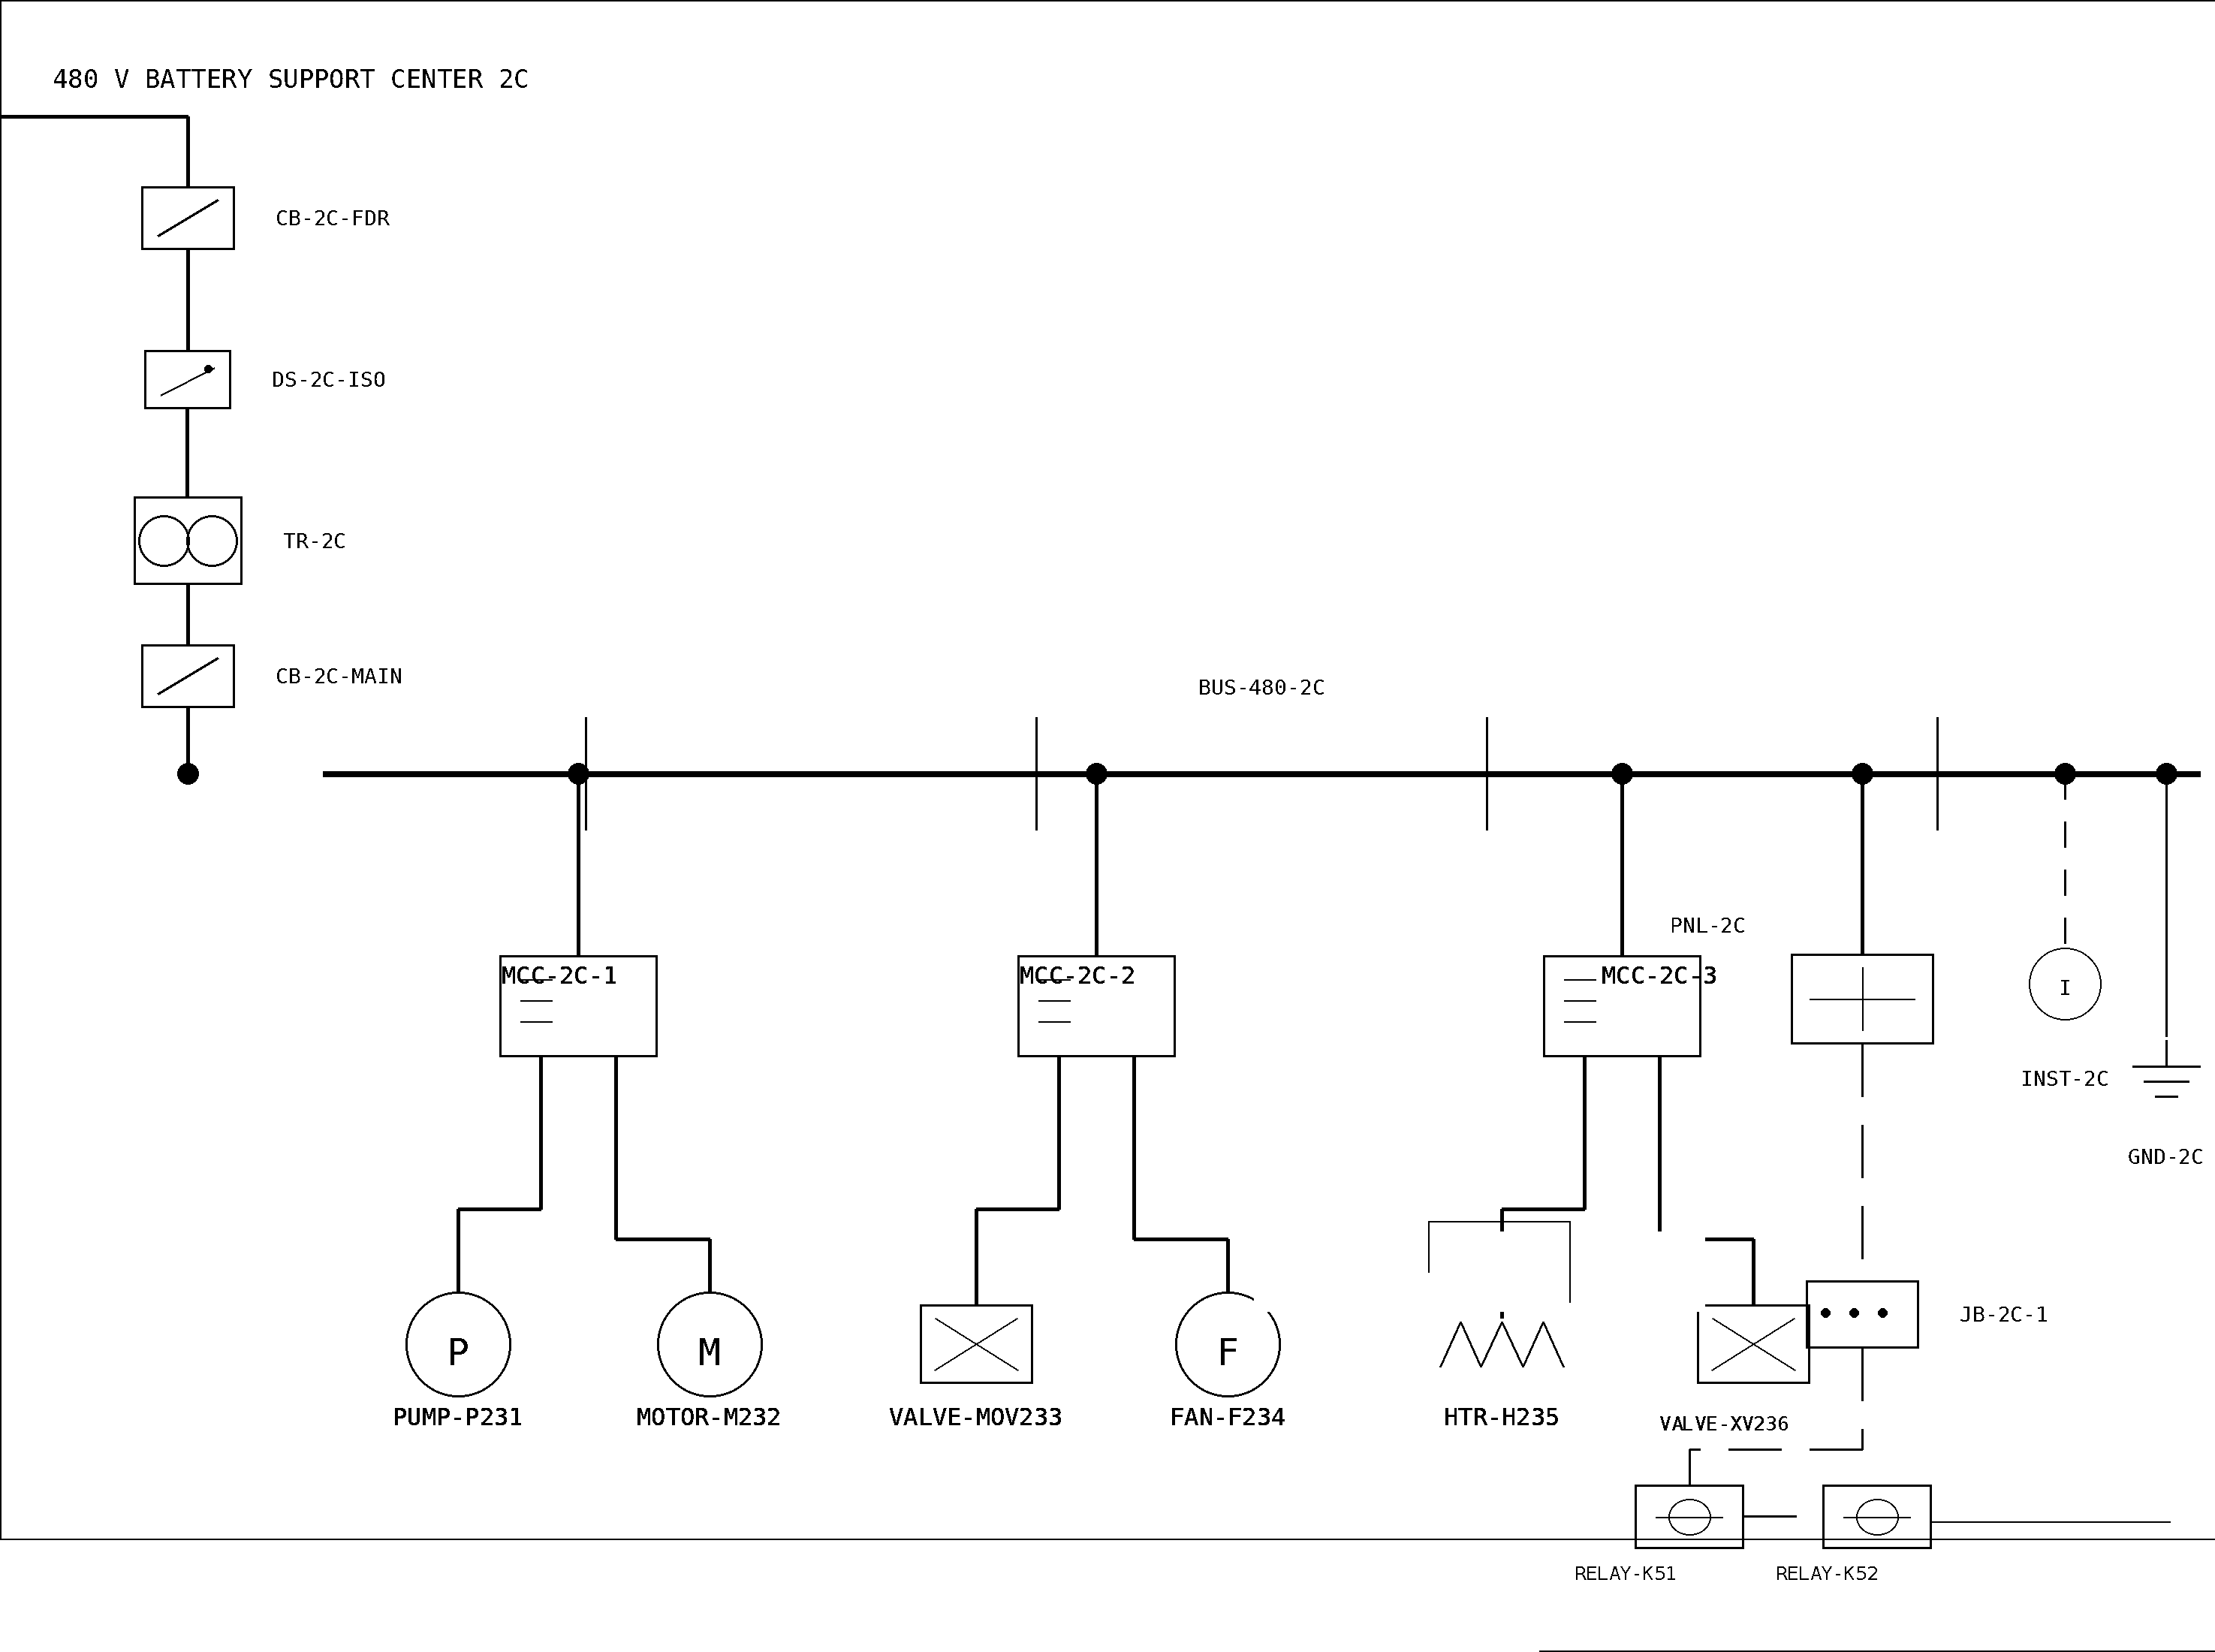 480 V BATTERY SUPPORT CENTER 2C
CB-2C-FDR
DS-2C-ISO
TR-2C
CB-2C-MAIN
BUS-480-2C
PNL-2C
MCC-2C-1
MCC-2C-2
MCC-2C-3
I
INST-2C
GND-2C
JB-2C-1
P
M
F
PUMP-P231
MOTOR-M232
VALVE-MOV233
FAN-F234
HTR-H235
VALVE-XV236
RELAY-K51
RELAY-K52